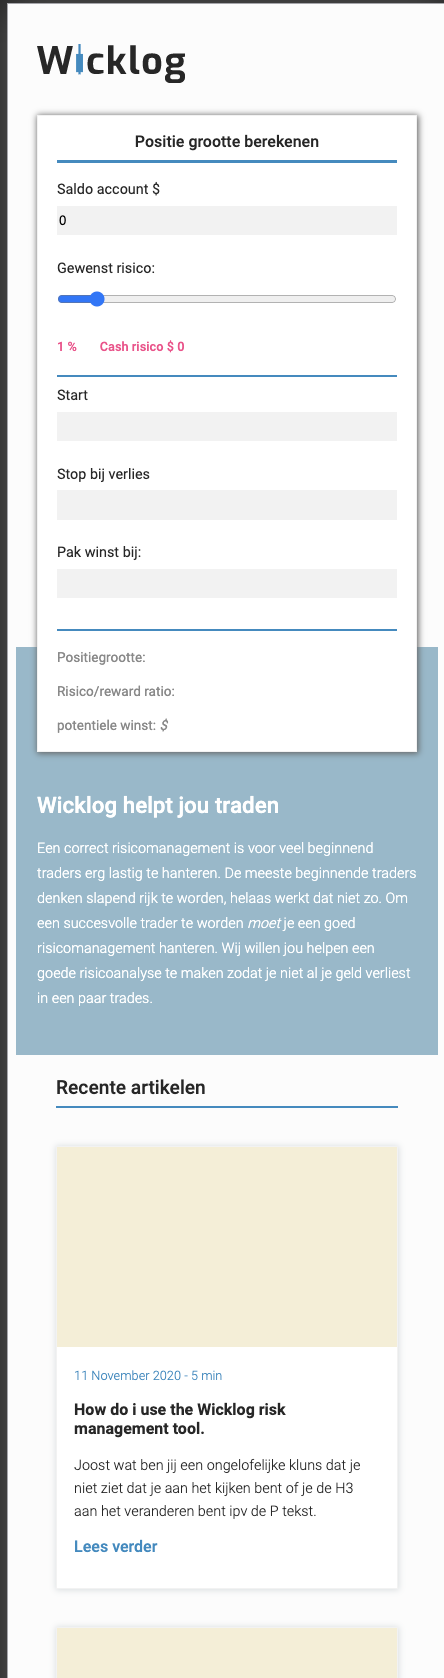 Wicklog
Positie grootte berekenen
Saldo account $
0
Gewenst risico:
1 % Cash risico $ 0
Start
Stop bij verlies
Pak winst bij:
Positiegrootte:
Risico/reward ratio:
potentiele winst: $
Wicklog helpt jou traden
Een correct risicomanagement is voor veel beginnend
traders erg lastig te hanteren. De meeste beginnende traders
denken slapend rijk te worden, helaas werkt dat niet zo. Om
een succesvolle trader te worden moet je een goed
risicomanagement hanteren. Wij willen jou helpen een
goede risicoanalyse te maken zodat je niet al je geld verliest
in een paar trades.
Recente artikelen
11 November 2020 - 5 min
How do i use the Wicklog risk
management tool.
Joost wat ben jij een ongelofelijke kluns dat je
niet ziet dat je aan het kijken bent of je de H3
aan het veranderen bent ipv de P tekst.
Lees verder